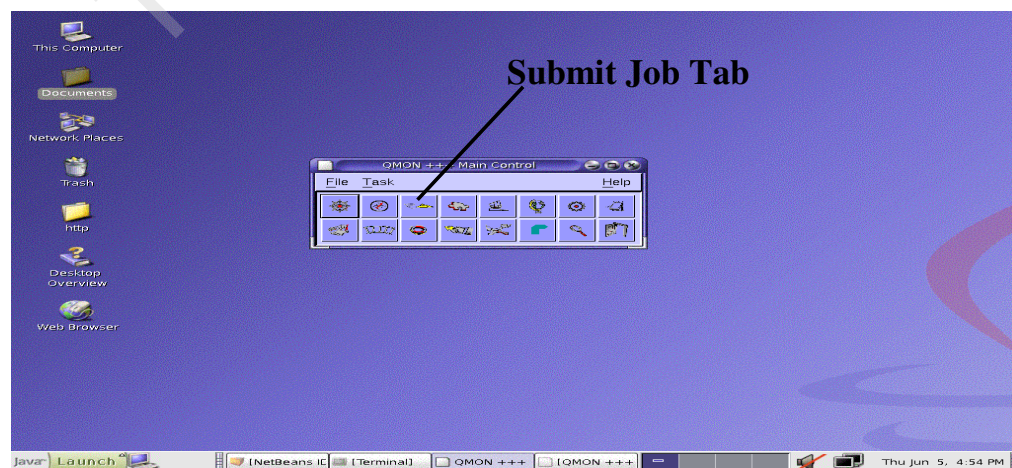 Submit Job Tab
This Computer
Documents
Network Places
Trash
http
Desktop
Overview
Web Browser
QMON +++ Main Control
File Task Help
Java Launch [NetBeans ID [Terminal] QMON +++ [QMON +++ Thu Jun 5, 4:54 PM